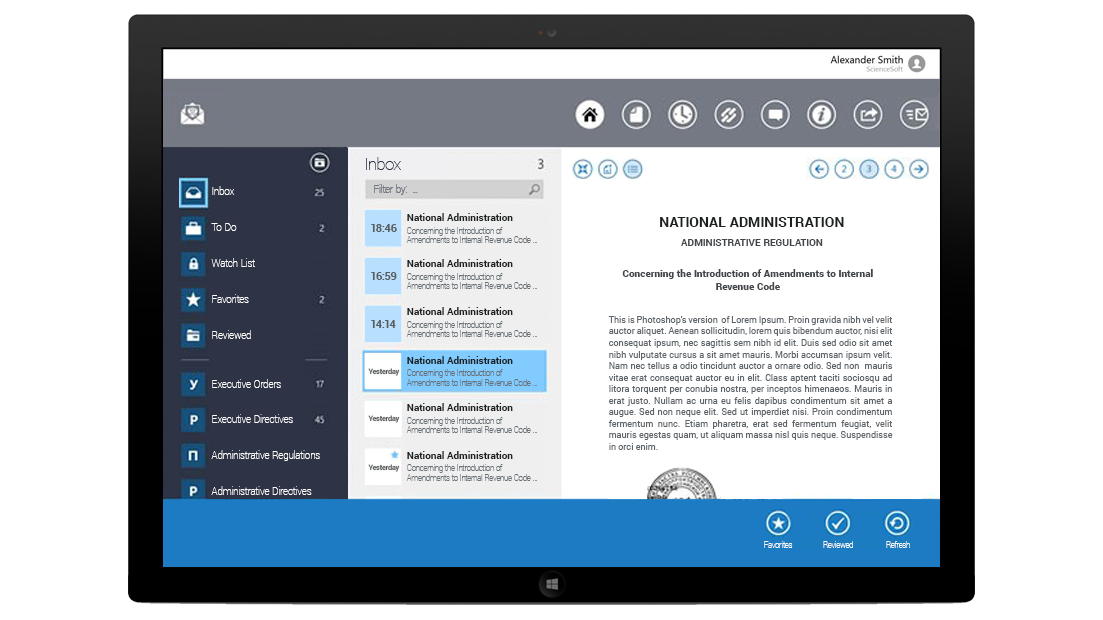 Alexander Smith
ScienceSoft
Inbox 25
To Do 2
Watch List
Favorites 2
Reviewed
У Executive Orders 17
Р Executive Directives 45
П Administrative Regulations
Р Administrative Directives
Inbox 3
Filter by: ...
18:46 National Administration
Concerning the Introduction of
Amendments to Internal Revenue Code ...
16:59 National Administration
Concerning the Introduction of
Amendments to Internal Revenue Code ...
14:14 National Administration
Concerning the Introduction of
Amendments to Internal Revenue Code ...
Yesterday National Administration
Concerning the Introduction of
Amendments to Internal Revenue Code ...
Yesterday National Administration
Concerning the Introduction of
Amendments to Internal Revenue Code ...
Yesterday National Administration
Concerning the Introduction of
Amendments to Internal Revenue Code ...
2 3 4
NATIONAL ADMINISTRATION
ADMINISTRATIVE REGULATION
Concerning the Introduction of Amendments to Internal
Revenue Code
This is Photoshop's version of Lorem Ipsum. Proin gravida nibh vel velit
auctor aliquet. Aenean sollicitudin, lorem quis bibendum auctor, nisi elit
consequat ipsum, nec sagittis sem nibh id elit. Duis sed odio sit amet
nibh vulputate cursus a sit amet mauris. Morbi accumsan ipsum velit.
Nam nec tellus a odio tincidunt auctor a ornare odio. Sed non mauris
vitae erat consequat auctor eu in elit. Class aptent taciti sociosqu ad
litora torquent per conubia nostra, per inceptos himenaeos. Mauris in
erat justo. Nullam ac urna eu felis dapibus condimentum sit amet a
augue. Sed non neque elit. Sed ut imperdiet nisi. Proin condimentum
fermentum nunc. Etiam pharetra, erat sed fermentum feugiat, velit
mauris egestas quam, ut aliquam massa nisl quis neque. Suspendisse
in orci enim.
Favorites
Reviewed
Refresh